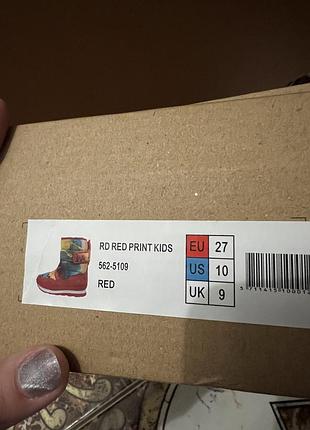 RD RED PRINT KIDS
562-5109
RED
EU 27
US 10
UK 9